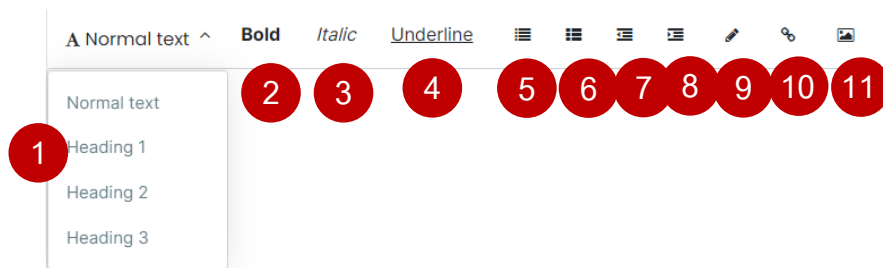 A Normal text Bold Italic Underline
2 3 4 5 6 7 8 9 10 11
Normal text
1 Heading 1
Heading 2
Heading 3